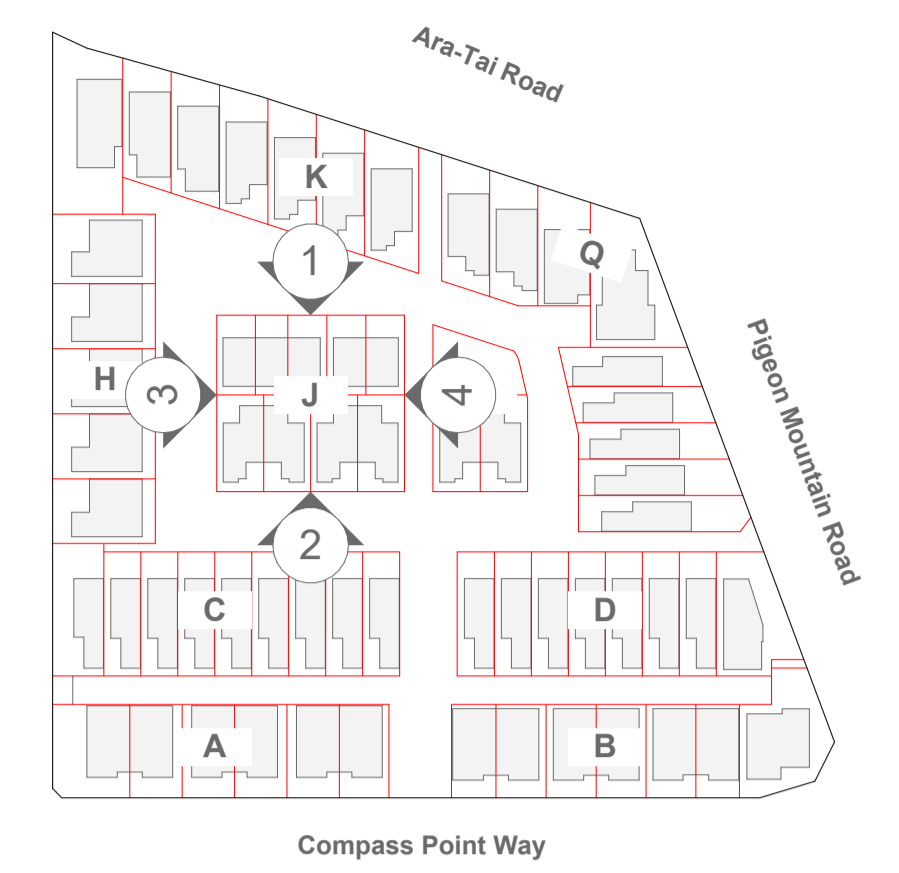 Ara-Tai Road
K
Q
1
Pigeon Mountain Road
H
3
J
4
2
C
D
A
B
Compass Point Way